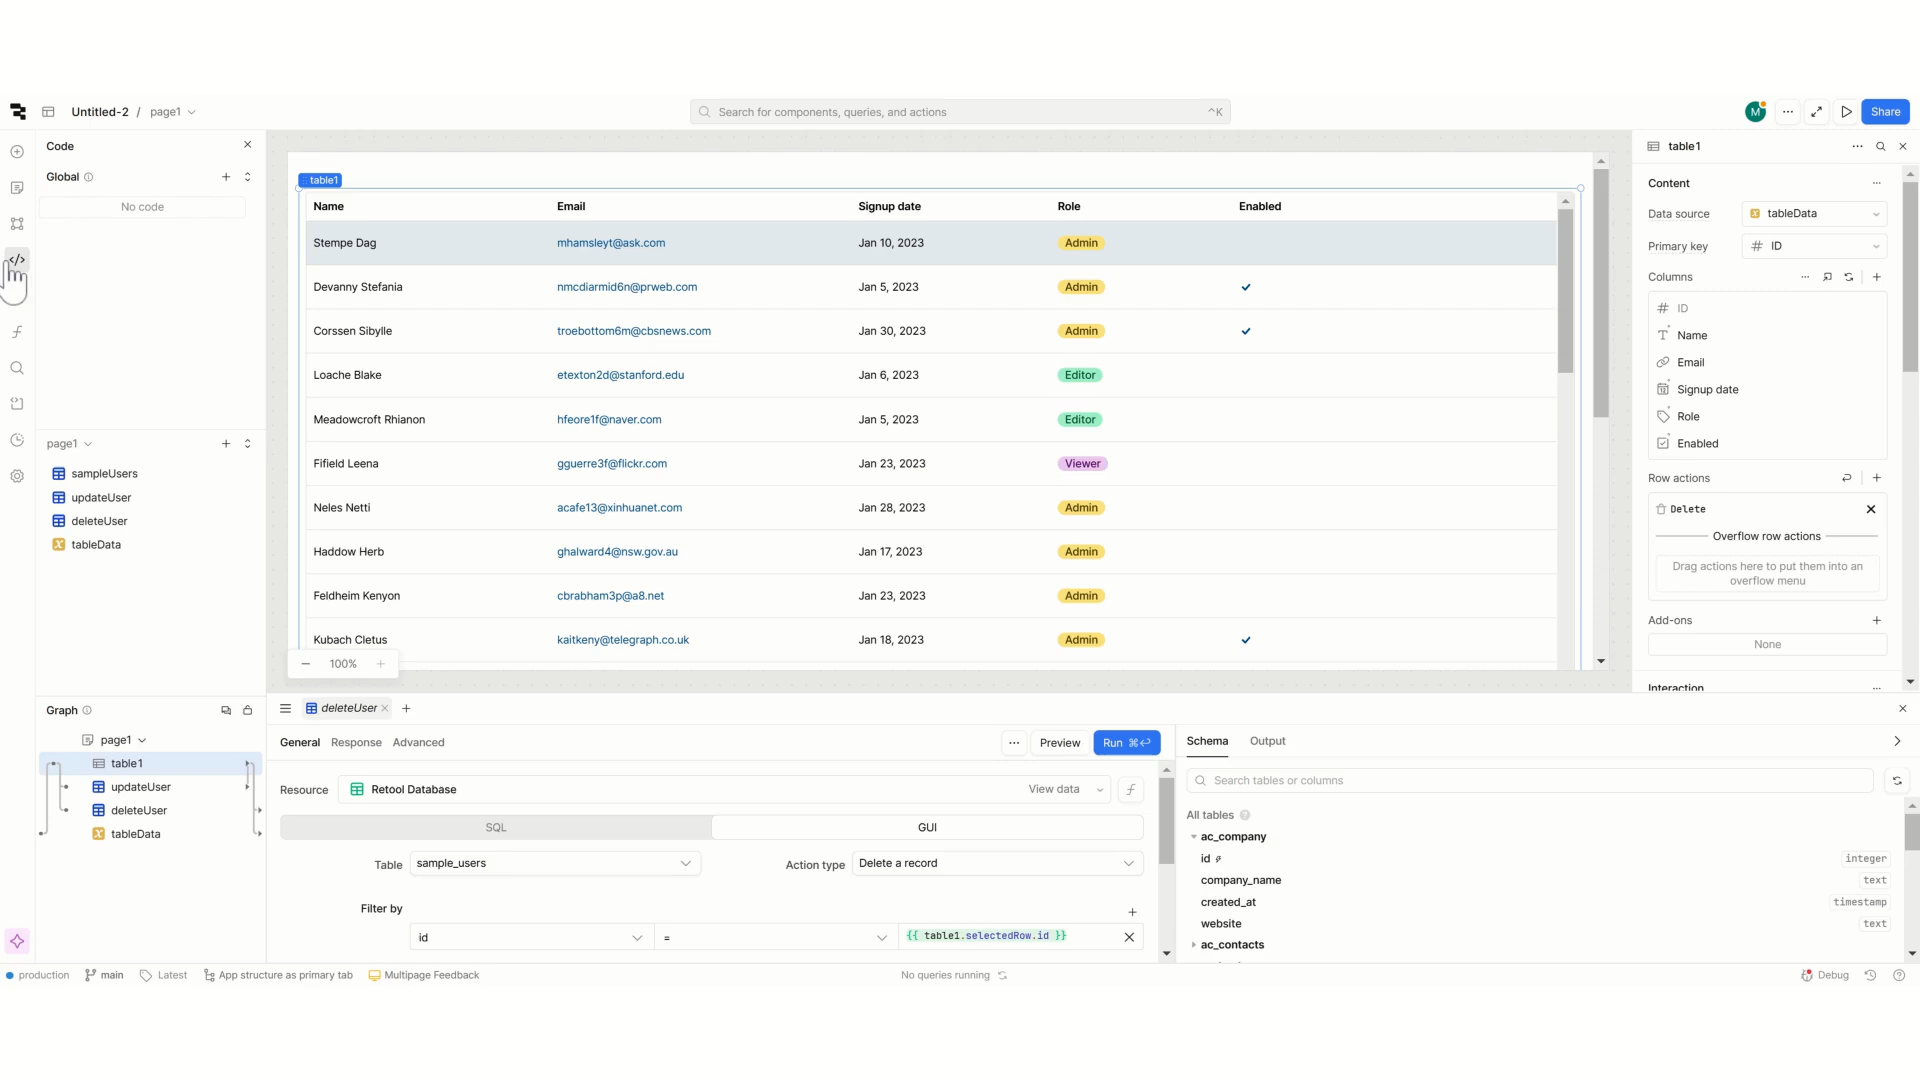 Untitled-2 / page1
Search for components, queries, and actions
^K
M
Share
Code
Global
No code
page1
sampleUsers
updateUser
deleteUser
tableData
Graph
page1
table1
updateUser
deleteUser
tableData
table1
Name Email Signup date Role Enabled
Stempe Dag mhamsleyt@ask.com Jan 10, 2023 Admin
Devanny Stefania nmcdiarmid6n@prweb.com Jan 5, 2023 Admin
Corssen Sibylle troebottom6m@cbsnews.com Jan 30, 2023 Admin
Loache Blake etexton2d@stanford.edu Jan 6, 2023 Editor
Meadowcroft Rhianon hfeore1f@naver.com Jan 5, 2023 Editor
Fifield Leena gguerre3f@flickr.com Jan 23, 2023 Viewer
Neles Netti acafe13@xinhuanet.com Jan 28, 2023 Admin
Haddow Herb ghalward4@nsw.gov.au Jan 17, 2023 Admin
Feldheim Kenyon cbrabham3p@a8.net Jan 23, 2023 Admin
Kubach Cletus kaitkeny@telegraph.co.uk Jan 18, 2023 Admin
100%
table1
Content
Data source tableData
Primary key # ID
Columns
# ID
Name
Email
Signup date
Role
Enabled
Row actions
Delete
Overflow row actions
Drag actions here to put them into an
overflow menu
Add-ons
None
Interaction
deleteUser
General Response Advanced
Preview
Run ⌘↵
Resource Retool Database View data
SQL GUI
Table sample_users Action type Delete a record
Filter by
id = {{ table1.selectedRow.id }}
Schema Output
Search tables or columns
All tables
ac_company
id integer
company_name text
created_at timestamp
website text
ac_contacts
production main Latest App structure as primary tab Multipage Feedback No queries running Debug